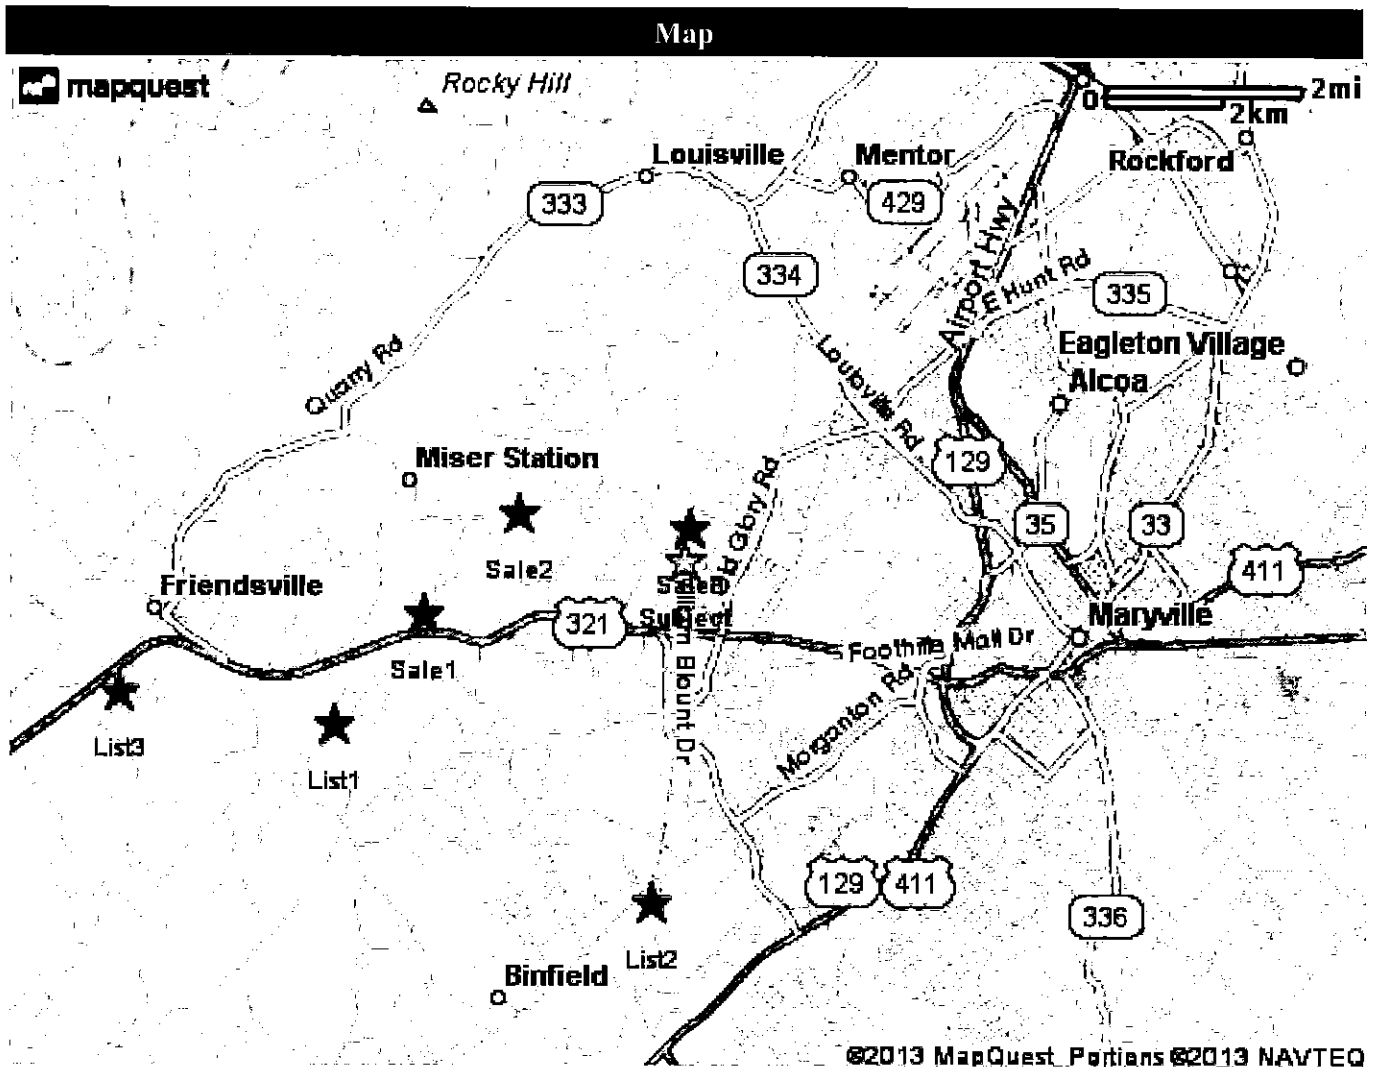 Map
mapquest
Rocky Hill
0
2mi
2km
Louisville
Mentor
Rockford
333
429
334
Airport Hwy
E Hunt Rd
335
Quarry Rd
Louisville Rd
Eagleton Village
Alcoa
Miser Station
129
Glory Rd
35
33
Sale2
411
Friendsville
Subject
321
Maryville
Sale1
Foothills Mall Dr
Blount Dr
Morganton Rd
List3
List1
129
411
336
List2
Binfield
©2013 MapQuest Portions ©2013 NAVTEQ